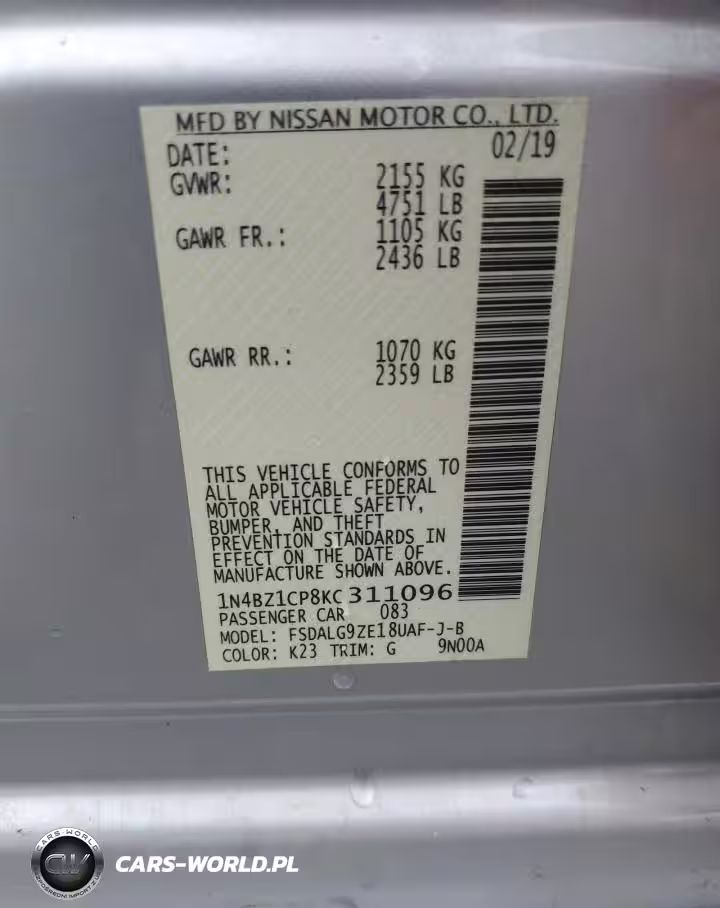 MFD BY NISSAN MOTOR CO., LTD.
DATE: 02/19
GVWR: 2155 KG
4751 LB
GAWR FR.: 1105 KG
2436 LB
GAWR RR.: 1070 KG
2359 LB
THIS VEHICLE CONFORMS TO
ALL APPLICABLE FEDERAL
MOTOR VEHICLE SAFETY,
BUMPER, AND THEFT
PREVENTION STANDARDS IN
EFFECT ON THE DATE OF
MANUFACTURE SHOWN ABOVE.
1N4BZ1CP8KC311096
PASSENGER CAR 083
MODEL: FSDALG9ZE18UAF-J-B
COLOR: K23 TRIM: G 9N00A
CARS-WORLD
CW
CARS-WORLD.PL